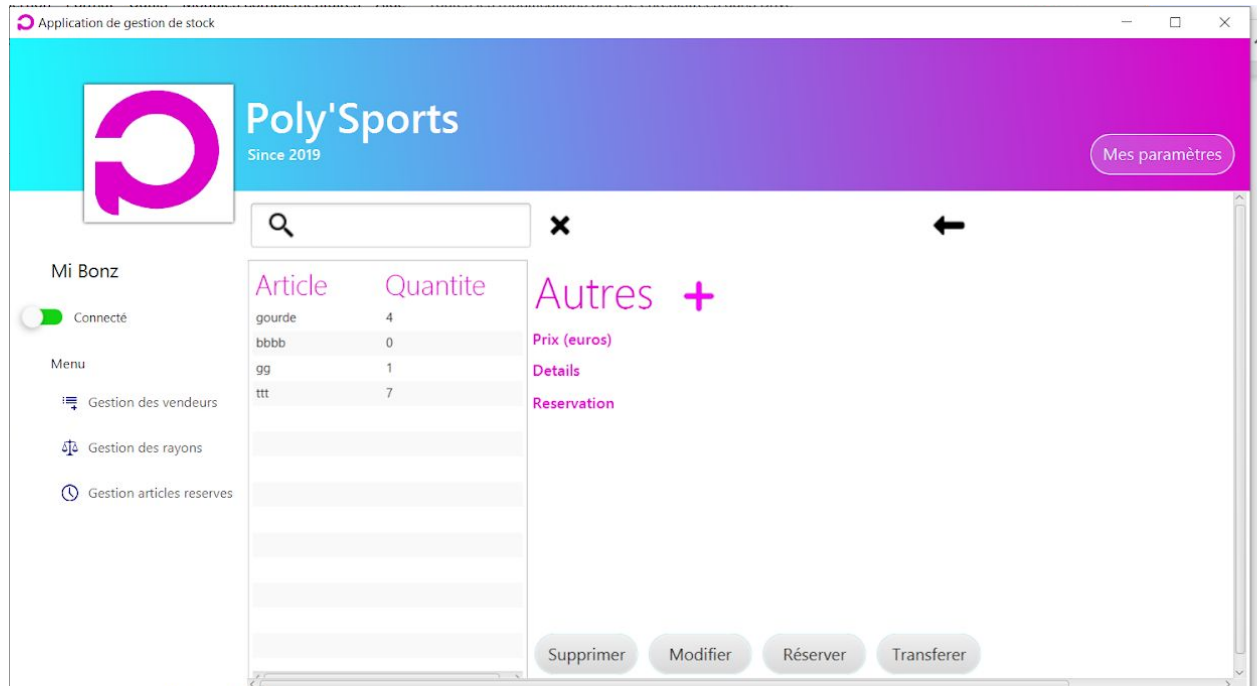 Application de gestion de stock
Poly'Sports
Since 2019
Mes paramètres
Mi Bonz
Connecté
Menu
Gestion des vendeurs
Gestion des rayons
Gestion articles reserves
Article Quantite
gourde 4
bbbb 0
gg 1
ttt 7
Autres +
Prix (euros)
Details
Reservation
Supprimer Modifier Réserver Transferer